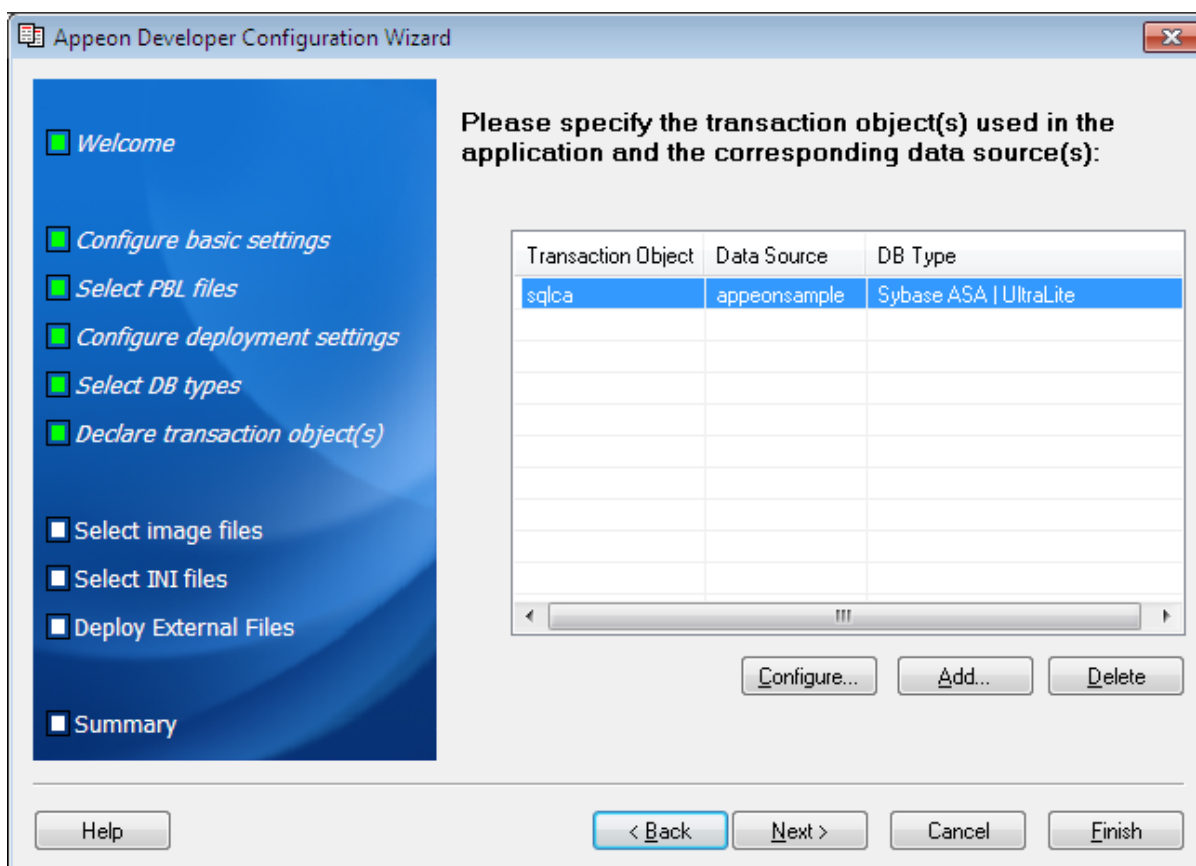 Appeon Developer Configuration Wizard
Welcome
Configure basic settings
Select PBL files
Configure deployment settings
Select DB types
Declare transaction object(s)
Select image files
Select INI files
Deploy External Files
Summary
Please specify the transaction object(s) used in the
application and the corresponding data source(s):
Transaction Object Data Source DB Type
sqlca appeonsample Sybase ASA | UltraLite
Configure... Add... Delete
Help < Back Next > Cancel Finish